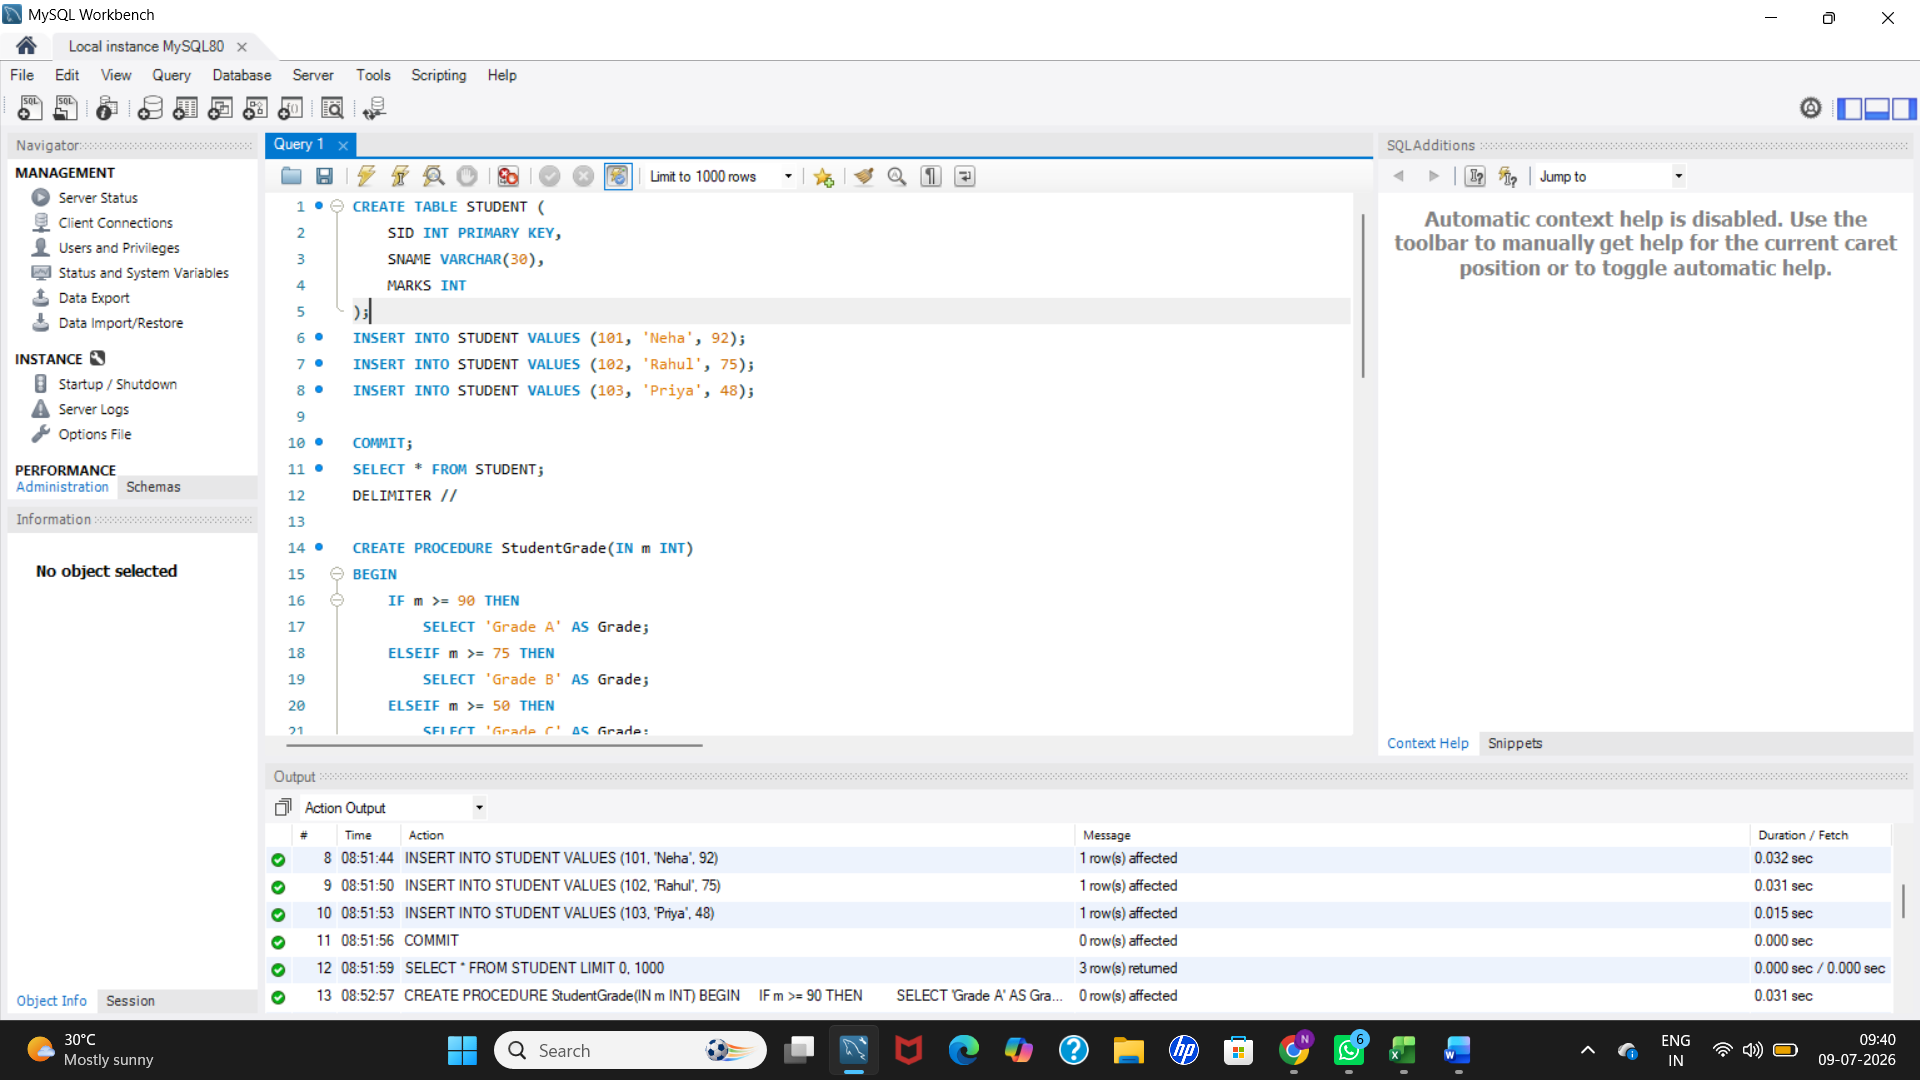 MySQL Workbench
Local instance MySQL80
File Edit View Query Database Server Tools Scripting Help
Navigator
MANAGEMENT
Server Status
Client Connections
Users and Privileges
Status and System Variables
Data Export
Data Import/Restore
INSTANCE
Startup / Shutdown
Server Logs
Options File
PERFORMANCE
Administration Schemas
Information
No object selected
Object Info Session
Query 1
Limit to 1000 rows
1 CREATE TABLE STUDENT (
2 SID INT PRIMARY KEY,
3 SNAME VARCHAR(30),
4 MARKS INT
5 );
6 INSERT INTO STUDENT VALUES (101, 'Neha', 92);
7 INSERT INTO STUDENT VALUES (102, 'Rahul', 75);
8 INSERT INTO STUDENT VALUES (103, 'Priya', 48);
9
10 COMMIT;
11 SELECT * FROM STUDENT;
12 DELIMITER //
13
14 CREATE PROCEDURE StudentGrade(IN m INT)
15 BEGIN
16 IF m >= 90 THEN
17 SELECT 'Grade A' AS Grade;
18 ELSEIF m >= 75 THEN
19 SELECT 'Grade B' AS Grade;
20 ELSEIF m >= 50 THEN
21 SELECT 'Grade C' AS Grade;
SQLAdditions
Jump to
Automatic context help is disabled. Use the
toolbar to manually get help for the current caret
position or to toggle automatic help.
Context Help Snippets
Output
Action Output
# Time Action Message Duration / Fetch
8 08:51:44 INSERT INTO STUDENT VALUES (101, 'Neha', 92) 1 row(s) affected 0.032 sec
9 08:51:50 INSERT INTO STUDENT VALUES (102, 'Rahul', 75) 1 row(s) affected 0.031 sec
10 08:51:53 INSERT INTO STUDENT VALUES (103, 'Priya', 48) 1 row(s) affected 0.015 sec
11 08:51:56 COMMIT 0 row(s) affected 0.000 sec
12 08:51:59 SELECT * FROM STUDENT LIMIT 0, 1000 3 row(s) returned 0.000 sec / 0.000 sec
13 08:52:57 CREATE PROCEDURE StudentGrade(IN m INT) BEGIN IF m >= 90 THEN SELECT 'Grade A' AS Gra... 0 row(s) affected 0.031 sec
30°C
Mostly sunny
Search
N
6
ENG
IN
09:40
09-07-2026